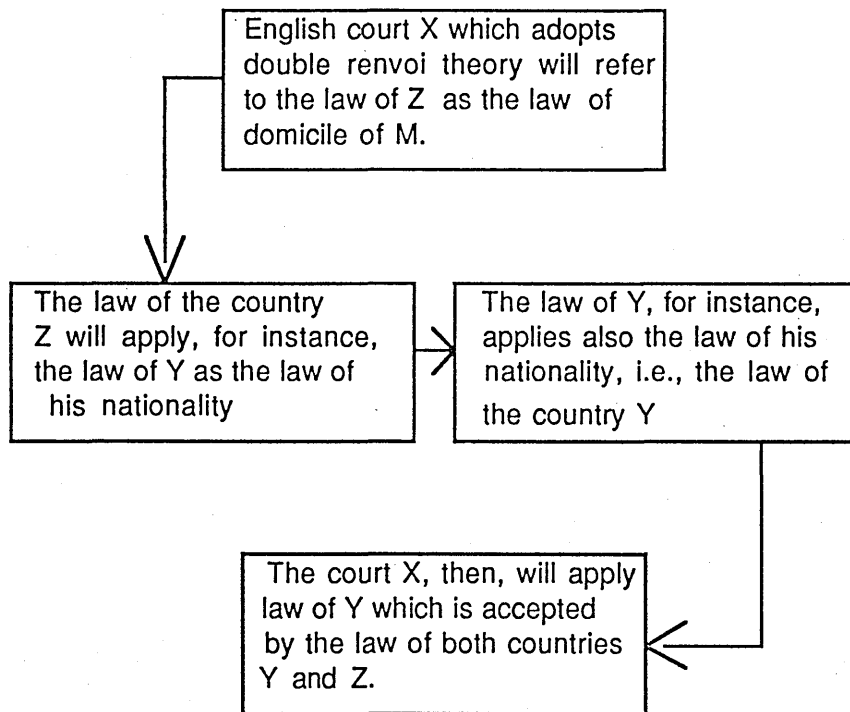 English court X which adopts
double renvoi theory will refer
to the law of Z as the law of
domicile of M.
The law of the country
Z will apply, for instance,
the law of Y as the law of
his nationality
The law of Y, for instance,
applies also the law of his
nationality, i.e., the law of
the country Y
The court X, then, will apply
law of Y which is accepted
by the law of both countries
Y and Z.